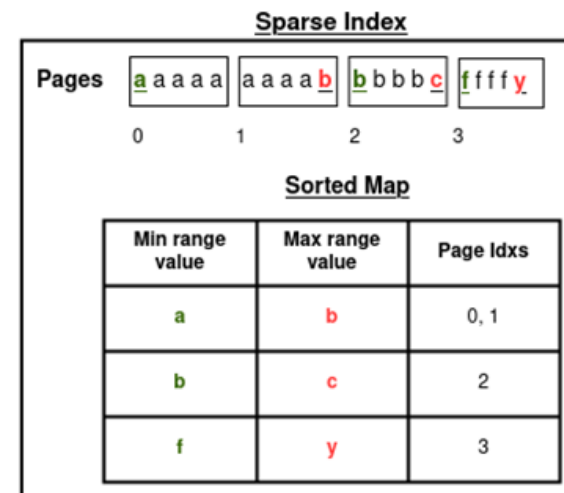 Sparse Index
Pages a a a a a a a a a b b b b b c f f f f y
0 1 2 3
Sorted Map
Min range value Max range value Page Idxs
a b 0, 1
b c 2
f y 3